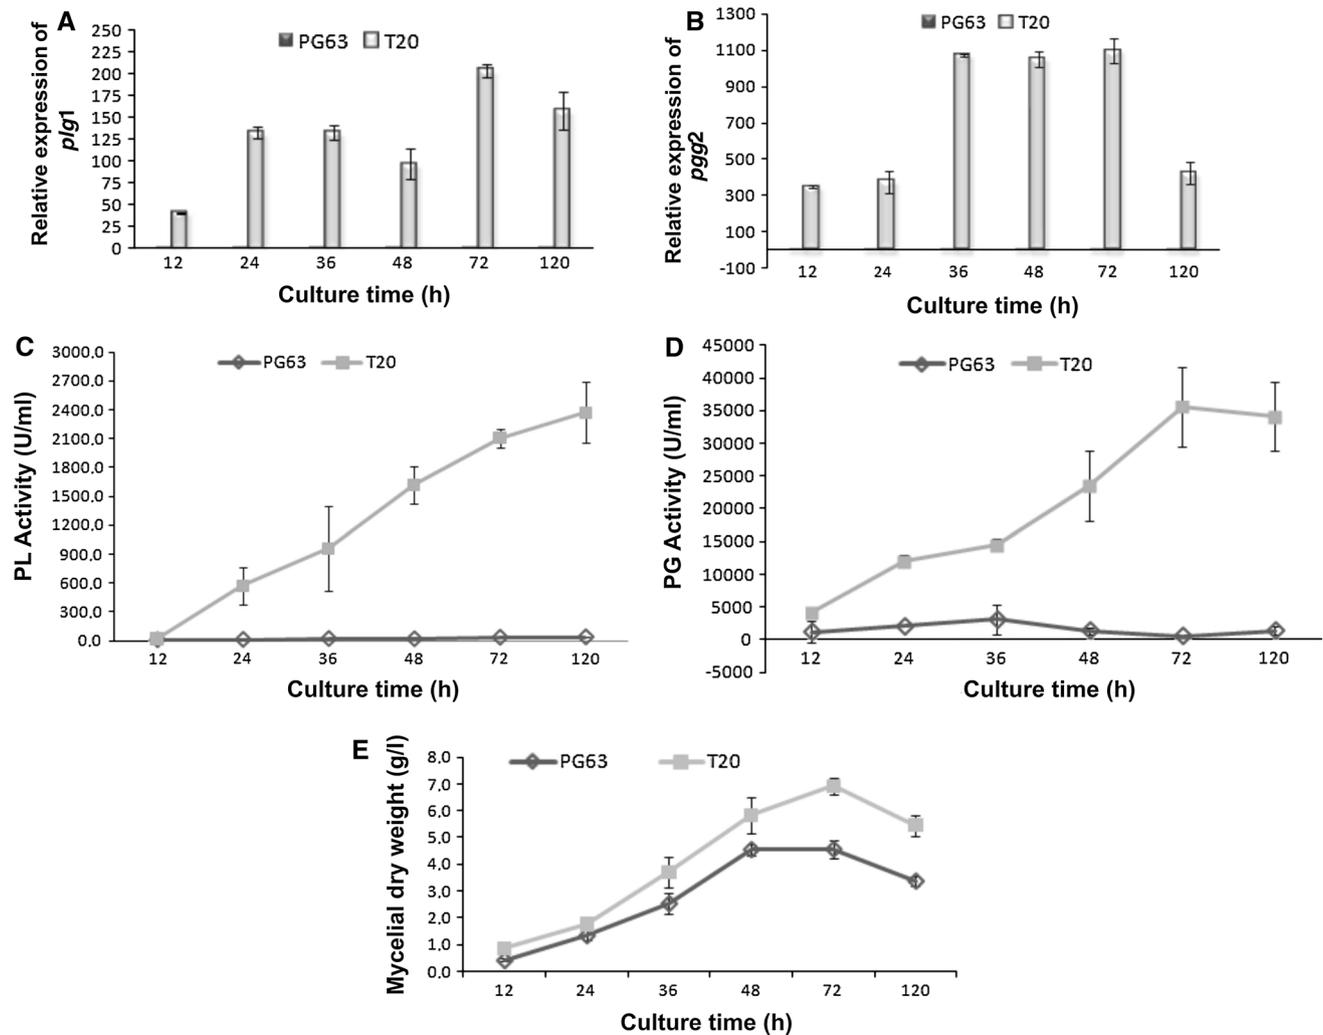 A
Relative expression of
plg1
PG63 T20
250
225
200
175
150
125
100
75
50
25
0
12 24 36 48 72 120
Culture time (h)
B
Relative expression of
pgg2
PG63 T20
1300
1100
900
700
500
300
100
-100
12 24 36 48 72 120
Culture time (h)
C
PL Activity (U/ml)
PG63 T20
3000.0
2700.0
2400.0
2100.0
1800.0
1500.0
1200.0
900.0
600.0
300.0
0.0
12 24 36 48 72 120
Culture time (h)
D
PG Activity (U/ml)
PG63 T20
45000
40000
35000
30000
25000
20000
15000
10000
5000
0
-5000
12 24 36 48 72 120
Culture time (h)
E
Mycelial dry weight (g/l)
PG63 T20
8.0
7.0
6.0
5.0
4.0
3.0
2.0
1.0
0.0
12 24 36 48 72 120
Culture time (h)